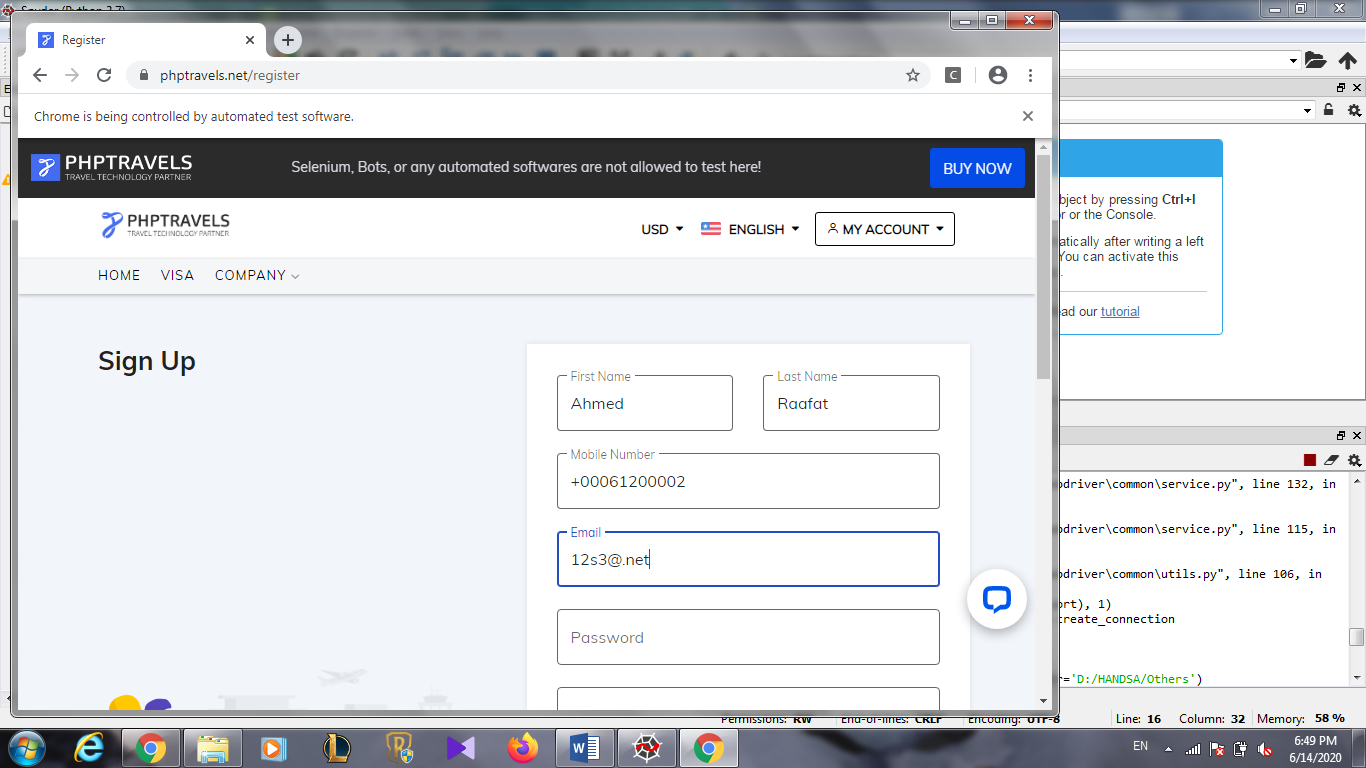 Spyder (Python 3.7)
Register
phptravels.net/register
C
Chrome is being controlled by automated test software.
PHPTRAVELS
TRAVEL TECHNOLOGY PARTNER
Selenium, Bots, or any automated softwares are not allowed to test here!
BUY NOW
PHPTRAVELS
TRAVEL TECHNOLOGY PARTNER
USD
ENGLISH
MY ACCOUNT
HOME VISA COMPANY
Sign Up
First Name
Ahmed
Last Name
Raafat
Mobile Number
+00061200002
Email
12s3@.net
Password
bject by pressing Ctrl+I
or the Console.
atically after writing a left
You can activate this
ead our tutorial
odriver\common\service.py", line 132, in
odriver\common\service.py", line 115, in
odriver\common\utils.py", line 106, in
ort), 1)
create_connection
r='D:/HANDSA/Others')
Permissions: RW End-of-lines: CRLF Encoding: UTF-8 Line: 16 Column: 32 Memory: 58 %
EN
6:49 PM
6/14/2020